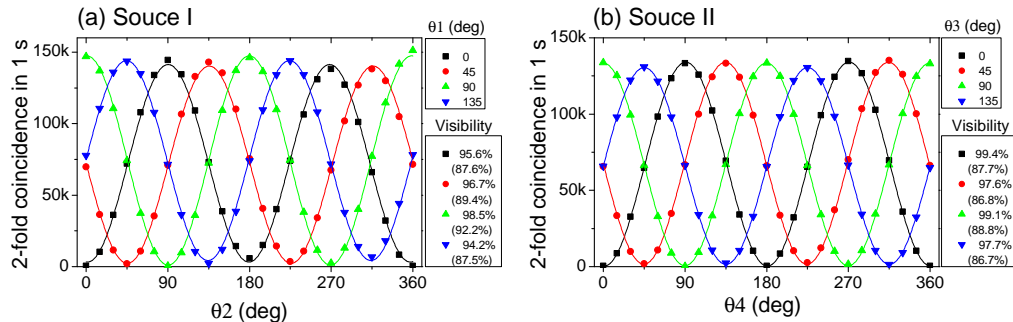 (a) Souce I
2-fold coincidence in 1 s
150k
100k
50k
0
0 90 180 270 360
θ2 (deg)
θ1 (deg)
0
45
90
135
Visibility
95.6%
(87.6%)
96.7%
(89.4%)
98.5%
(92.2%)
94.2%
(87.5%)
(b) Souce II
2-fold coincidence in 1 s
150k
100k
50k
0
0 90 180 270 360
θ4 (deg)
θ3 (deg)
0
45
90
135
Visibility
99.4%
(87.7%)
97.6%
(86.8%)
99.1%
(88.8%)
97.7%
(86.7%)